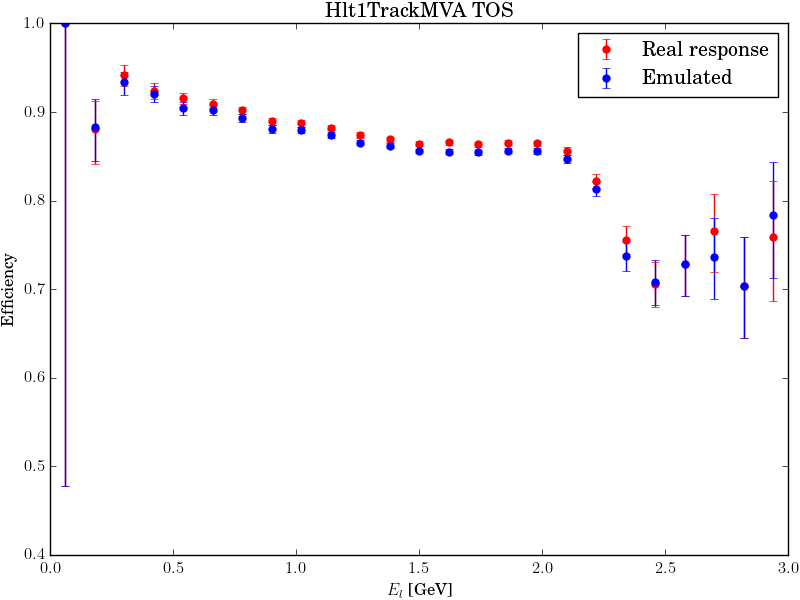 Hlt1TrackMVA TOS
Real response
Emulated
1.0
0.9
0.8
0.7
0.6
0.5
0.4
Efficiency
0.0 0.5 1.0 1.5 2.0 2.5 3.0
E_l [GeV]